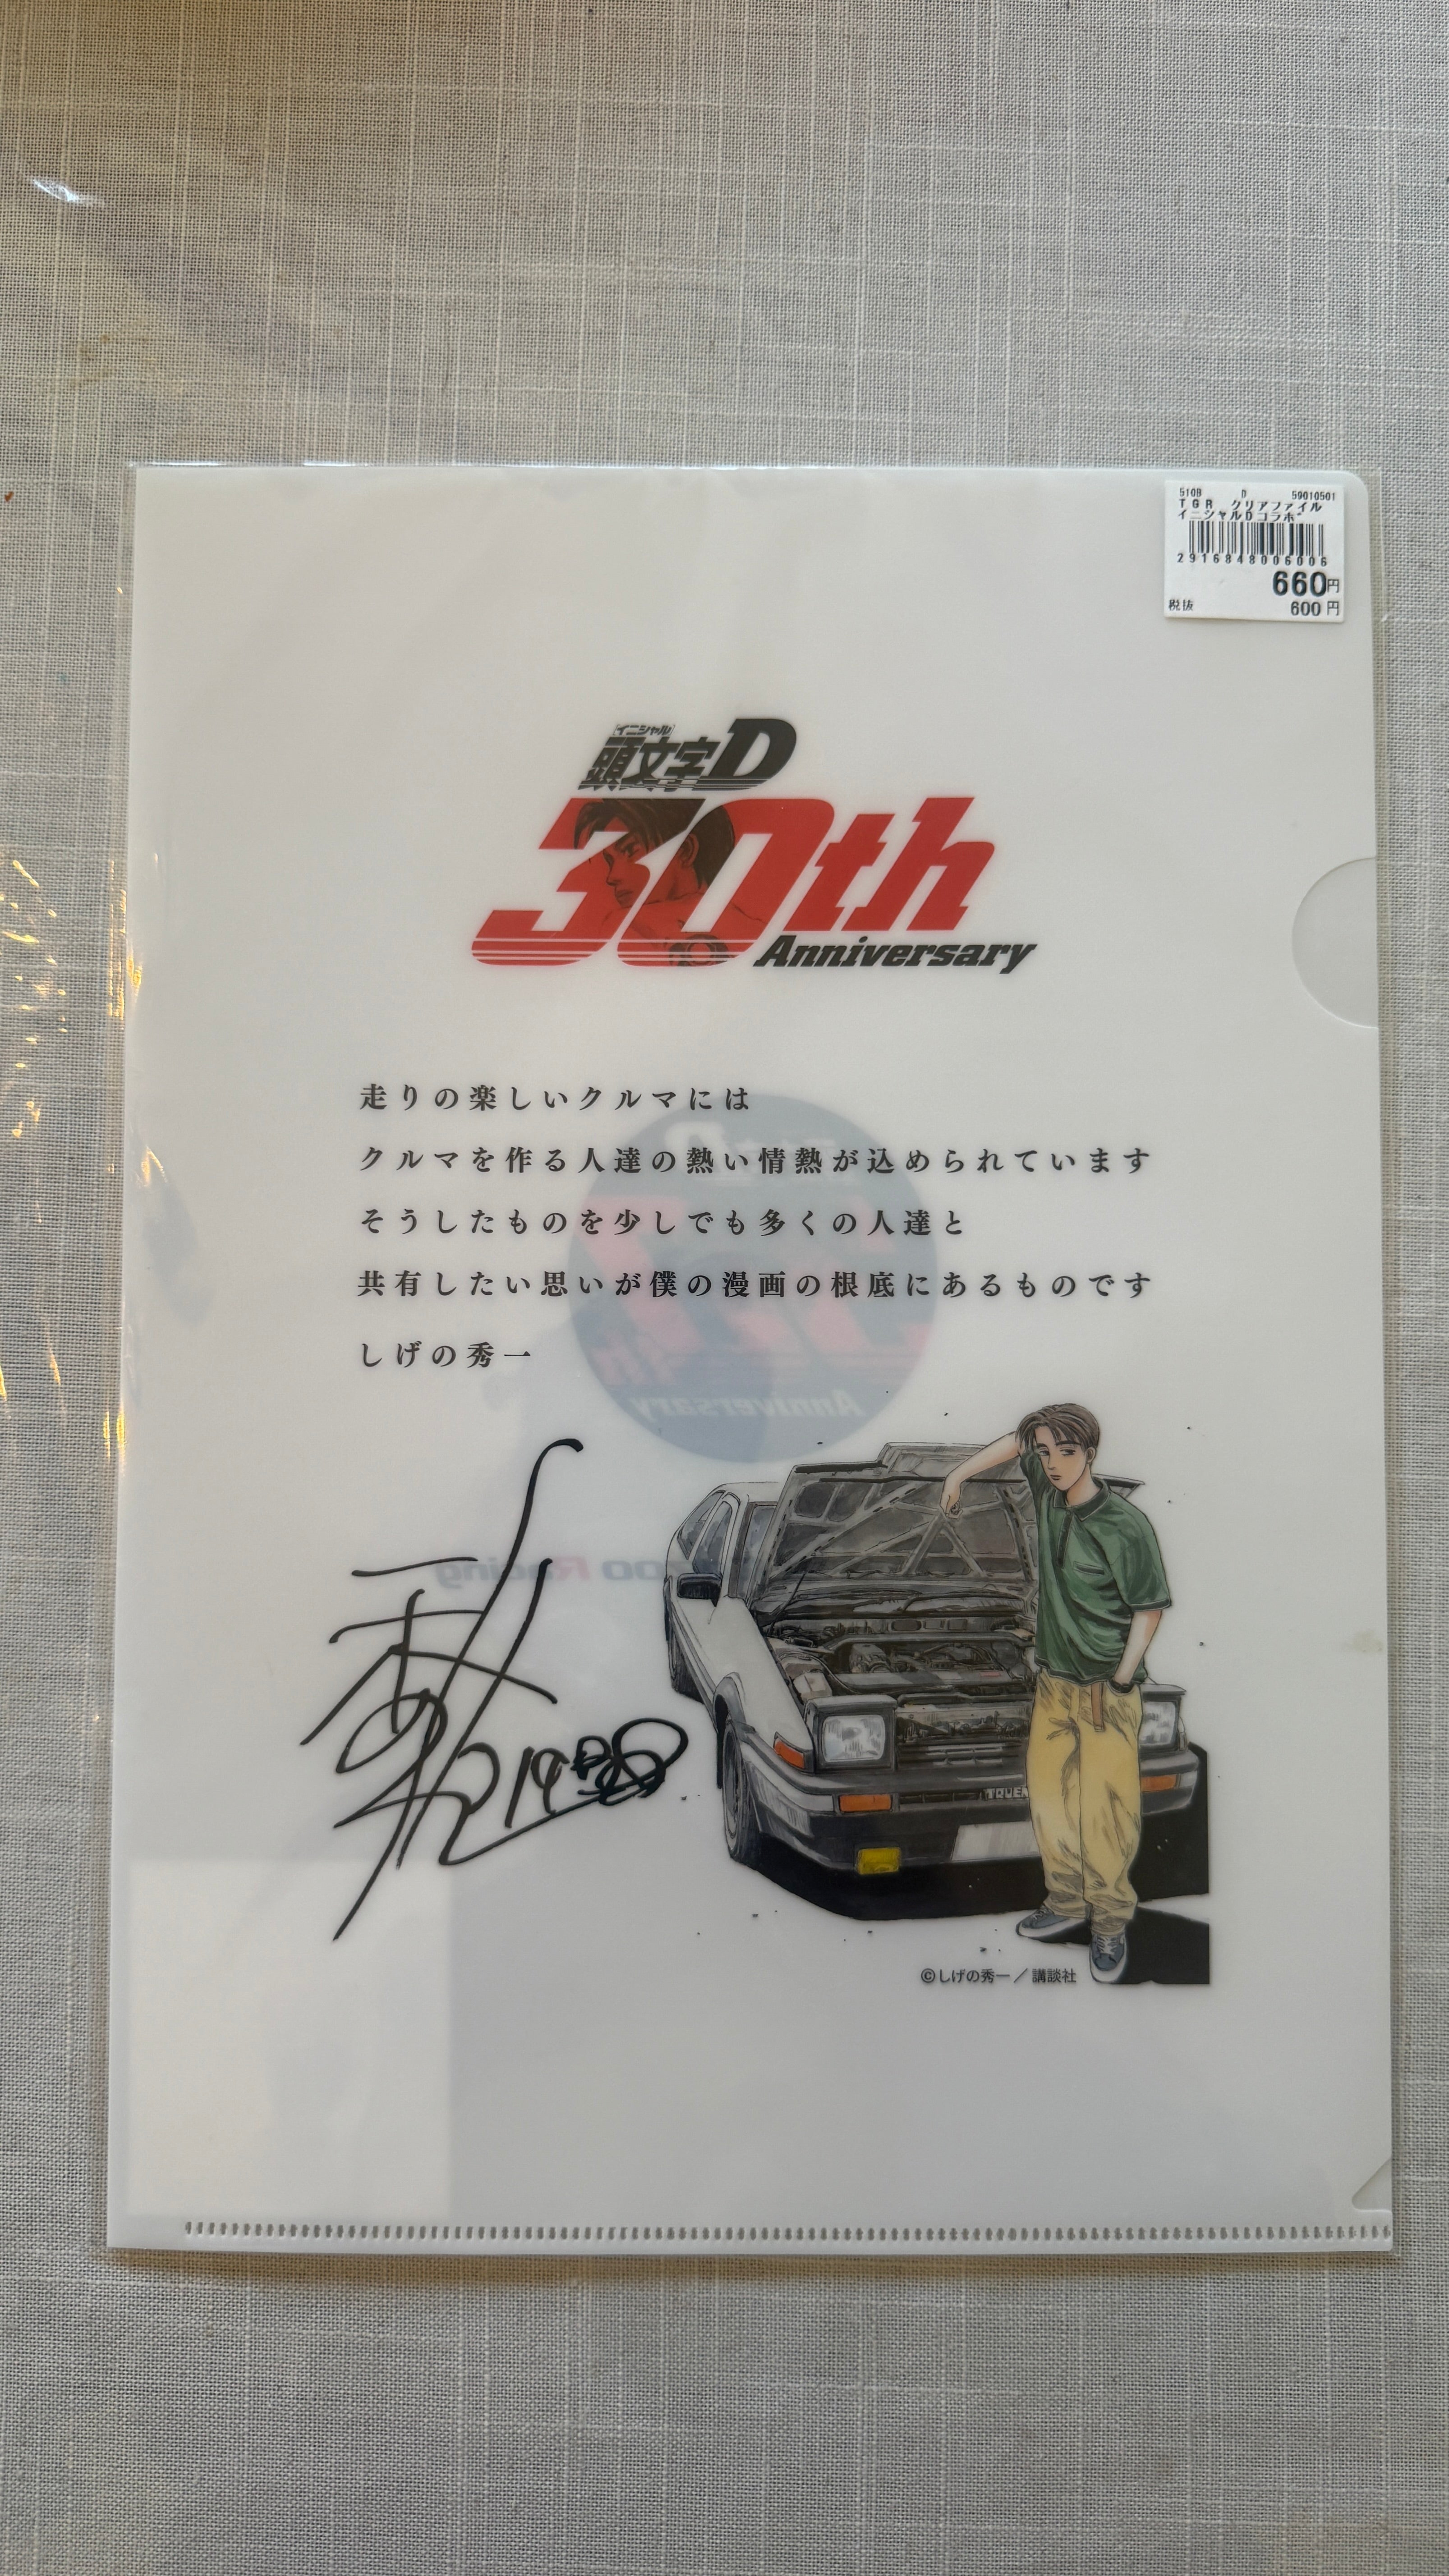 510B D 59010501
TGR クリアファイル
イニシャルDコラボ
2916848006006
660円
税抜 600円
イニシャル
頭文字D
30th
Anniversary
走りの楽しいクルマには
クルマを作る人達の熱い情熱が込められています
そうしたものを少しでも多くの人達と
共有したい思いが僕の漫画の根底にあるものです
しげの秀一
Anniversary
Racing
TRUEN
©しげの秀一／講談社